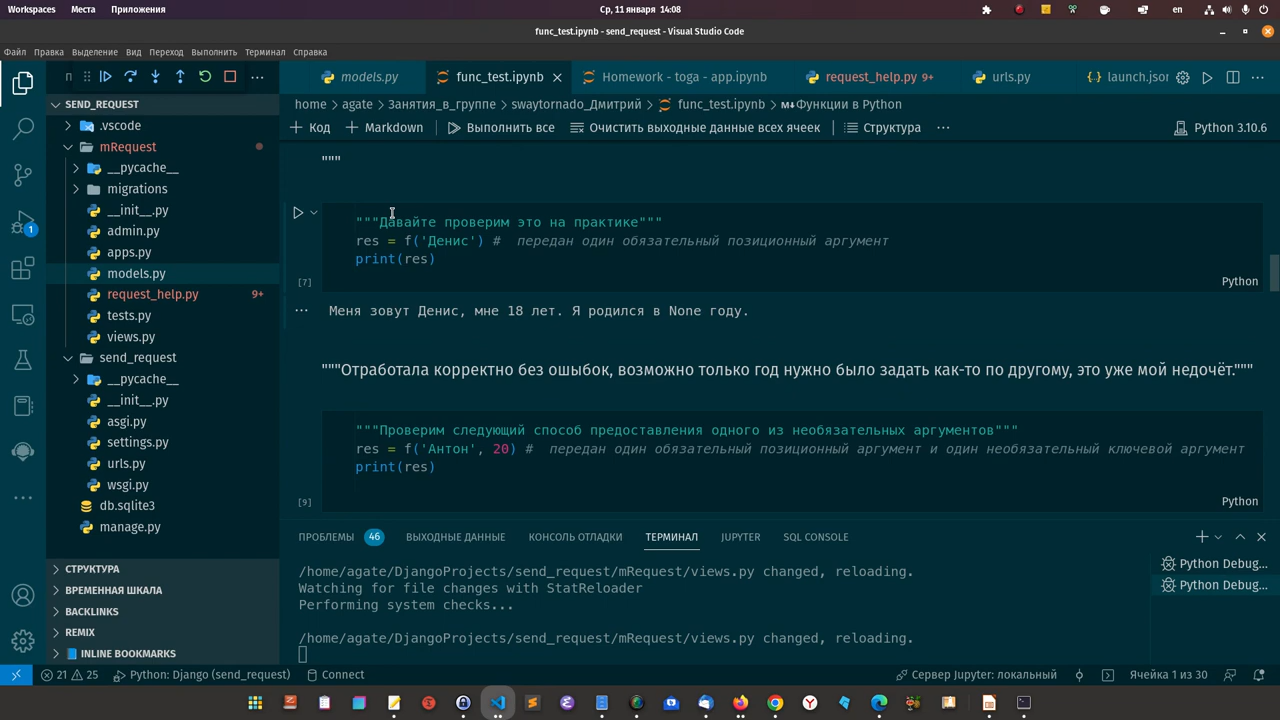 Обзор
Места
Приложения
Ср, 11 января 14:08
en
func_test.ipynb - send_request - Visual Studio Code
Файл Правка Выделение Вид Переход Выполнить Терминал Справка
models.py
func_test.ipynb
Homework - toga - app.ipynb
request_help.py 9+
urls.py
launch.json
SEND_REQUEST
home > agate > Занятия_в_группе > swaytornado_Дмитрий > func_test.ipynb > M↓Функции в Python
+ Код + Markdown Выполнить все Очистить выходные данные всех ячеек Структура ... Python 3.10.6
.vscode
mRequest
__pycache__
migrations
__init__.py
admin.py
apps.py
models.py
request_help.py 9+
tests.py
views.py
send_request
__pycache__
__init__.py
asgi.py
settings.py
urls.py
wsgi.py
db.sqlite3
manage.py
СТРУКТУРА
ВРЕМЕННАЯ ШКАЛА
BACKLINKS
REMIX
INLINE BOOKMARKS
1
"""
"""Давайте проверим это на практике"""
res = f('Денис') # передан один обязательный позиционный аргумент
print(res)
[7]
Python
Меня зовут Денис, мне 18 лет. Я родился в None году.
"""Отработала корректно без ошибок, возможно только год нужно было задать как-то по другому, это уже мой недочёт."""
"""Проверим следующий способ предоставления одного из необязательных аргументов"""
res = f('Антон', 20) # передан один обязательный позиционный аргумент и один необязательный ключевой аргумент
print(res)
[9]
Python
ПРОБЛЕМЫ 46 ВЫХОДНЫЕ ДАННЫЕ КОНСОЛЬ ОТЛАДКИ ТЕРМИНАЛ JUPYTER SQL CONSOLE
/home/agate/DjangoProjects/send_request/mRequest/views.py changed, reloading.
Watching for file changes with StatReloader
Performing system checks...
/home/agate/DjangoProjects/send_request/mRequest/views.py changed, reloading.
Python Debug...
Python Debug...
21 25 Python: Django (send_request) Connect Сервер Jupyter: локальный Ячейка 1 из 30